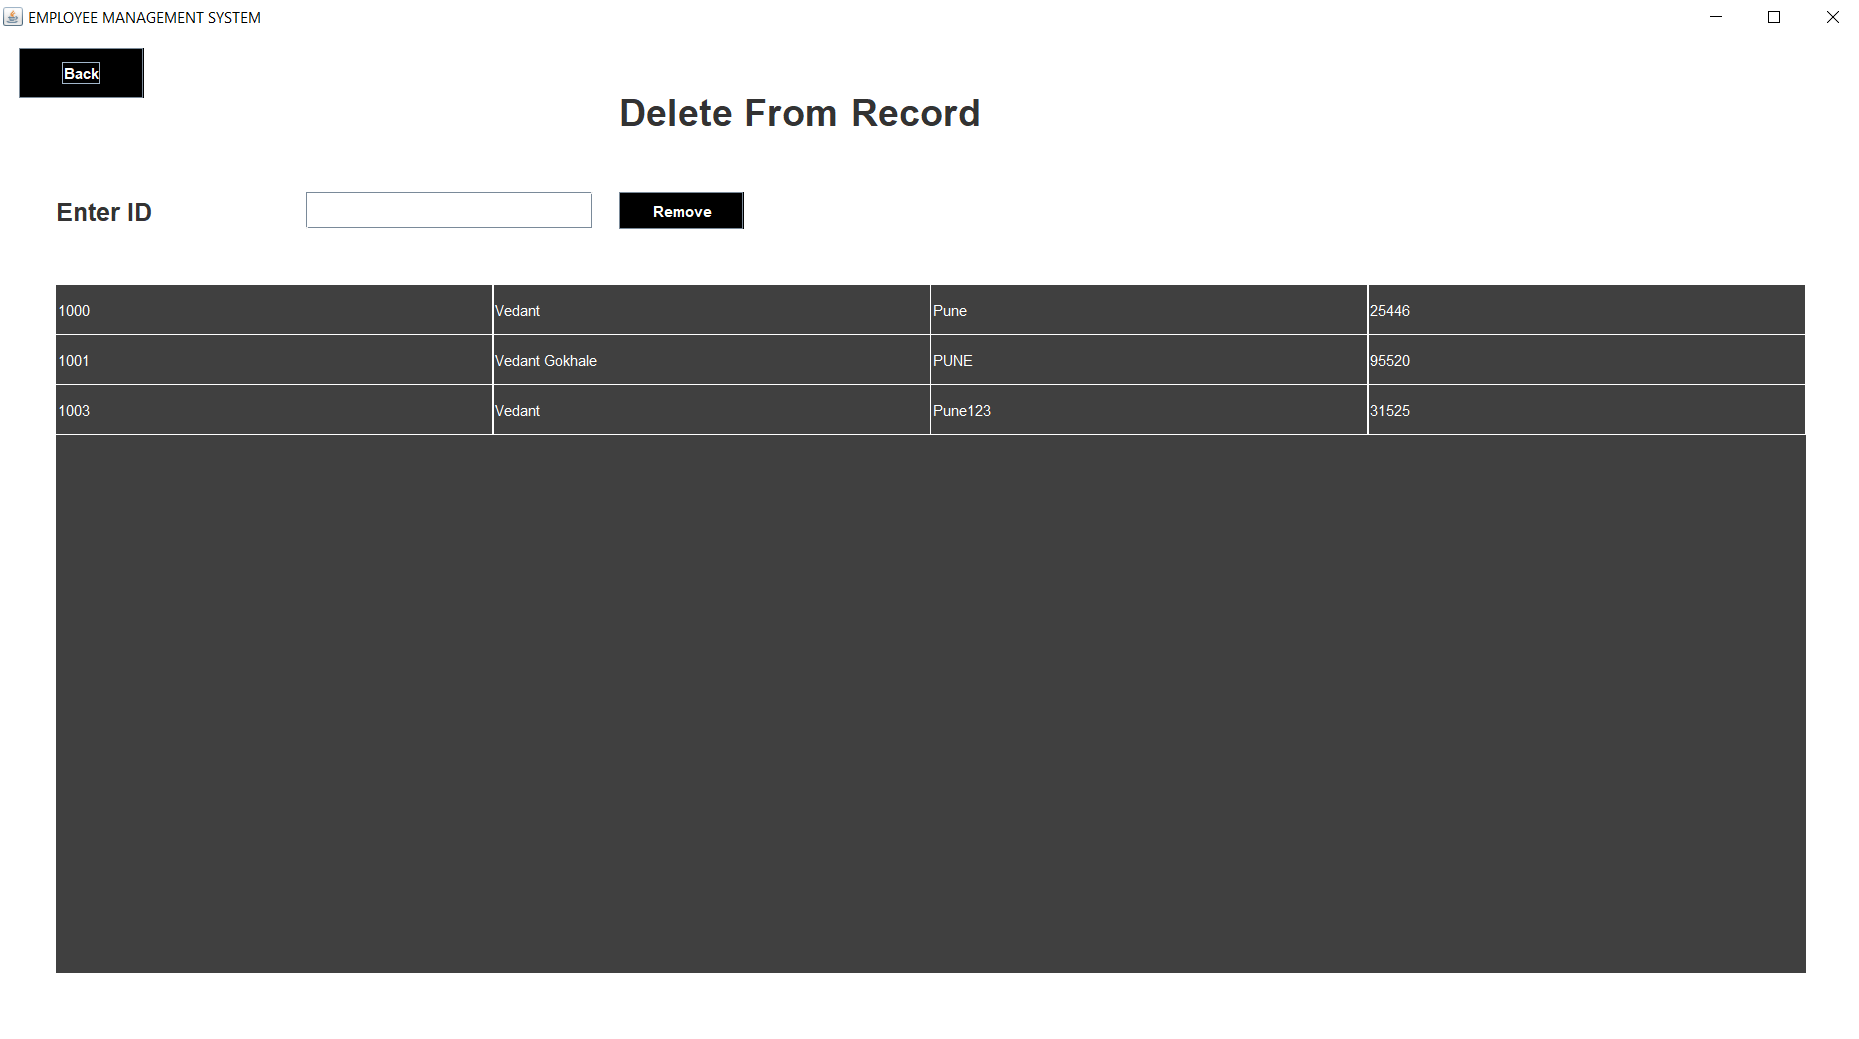 EMPLOYEE MANAGEMENT SYSTEM
Back
Delete From Record
Enter ID
Remove
1000 Vedant Pune 25446
1001 Vedant Gokhale PUNE 95520
1003 Vedant Pune123 31525